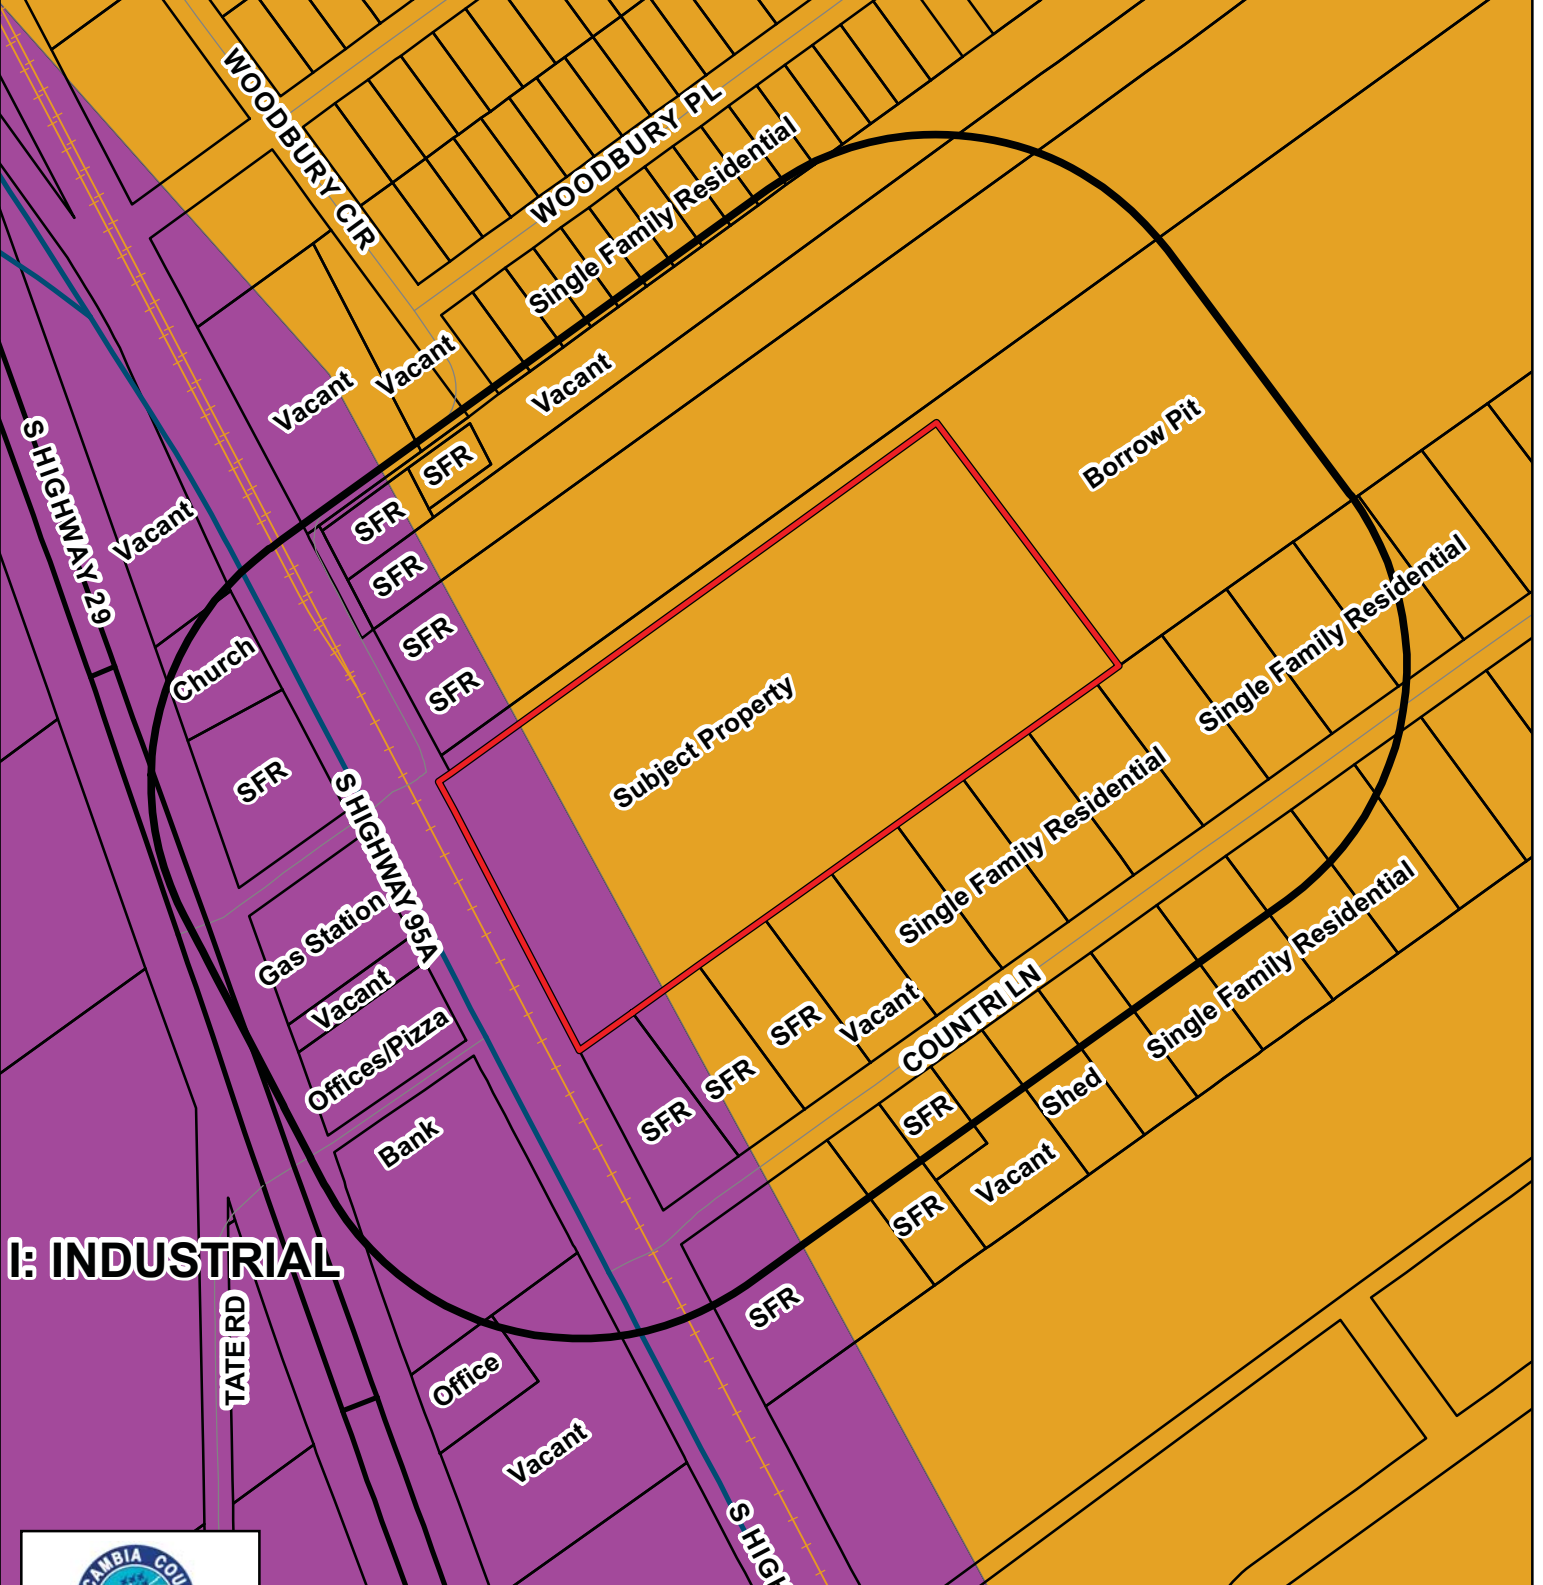 WOODBURY CIR
WOODBURY PL
Single Family Residential
Vacant
Vacant
Vacant
S HIGHWAY 29
Vacant
SFR
SFR
SFR
SFR
SFR
Borrow Pit
Church
SFR
Subject Property
Single Family Residential
S HIGHWAY 95A
Gas Station
Vacant
Offices/Pizza
Bank
Single Family Residential
Vacant
SFR
SFR
SFR
COUNTRI LN
Single Family Residential
SFR
Shed
SFR
Vacant
I: INDUSTRIAL
TATE RD
SFR
Office
Vacant
S HIGH
AMBIA COU